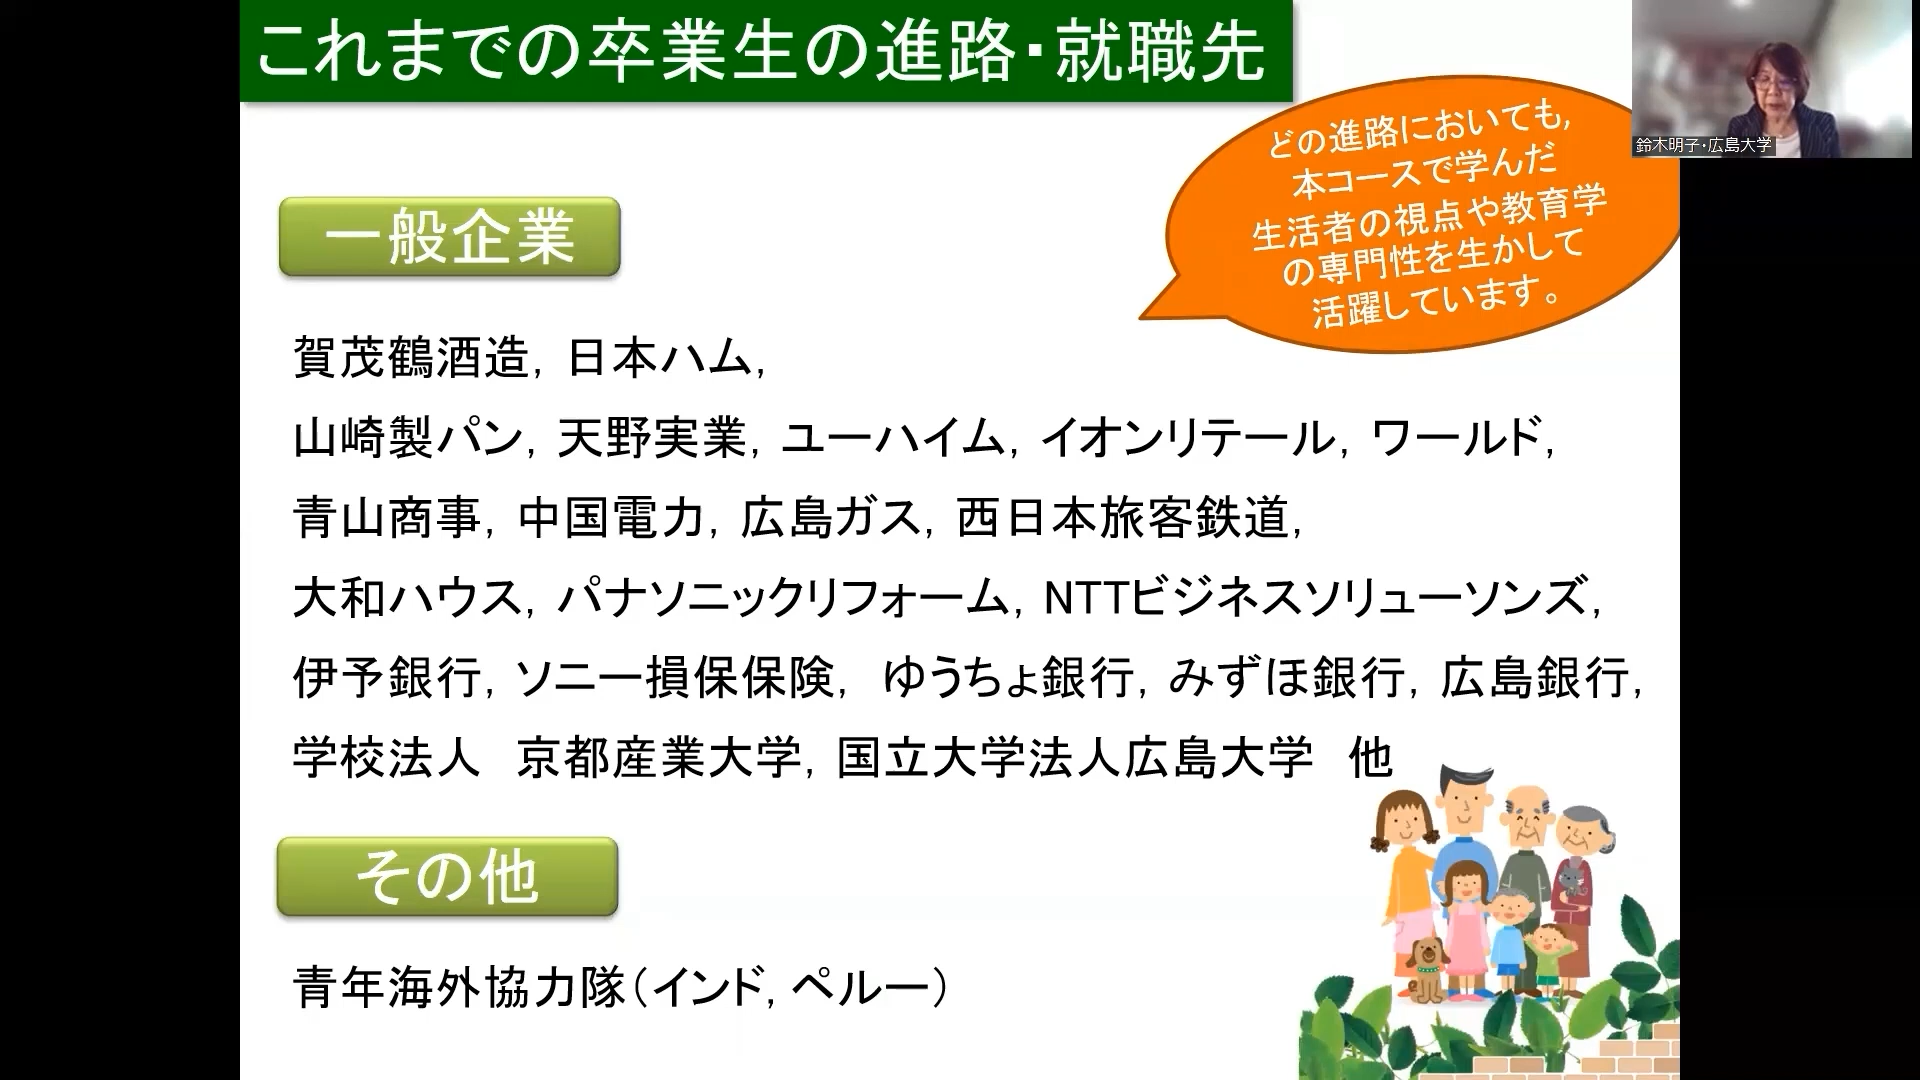 これまでの卒業生の進路・就職先
どの進路においても,
本コースで学んだ
生活者の視点や教育学
の専門性を生かして
活躍しています。
鈴木明子・広島大学
一般企業
賀茂鶴酒造, 日本ハム,
山崎製パン, 天野実業, ユーハイム, イオンリテール, ワールド,
青山商事, 中国電力, 広島ガス, 西日本旅客鉄道,
大和ハウス, パナソニックリフォーム, NTTビジネスソリューソンズ,
伊予銀行, ソニー損保保険, ゆうちょ銀行, みずほ銀行, 広島銀行,
学校法人 京都産業大学, 国立大学法人広島大学 他
その他
青年海外協力隊(インド, ペルー)